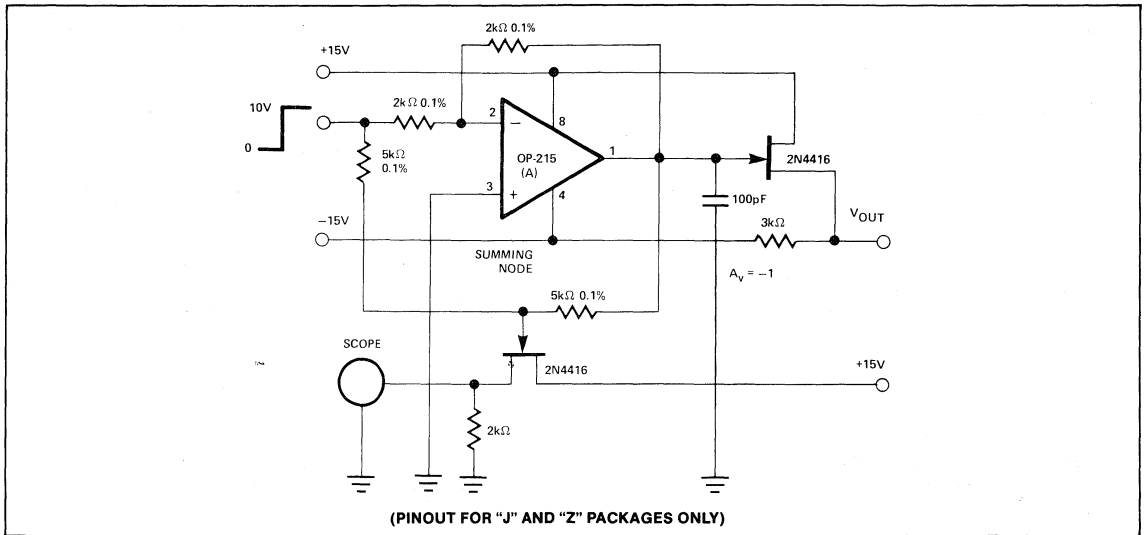 2kΩ 0.1%
+15V
10V
2kΩ 0.1%
2
8
0
5kΩ
0.1%
OP-215
(A)
1
2N4416
3
4
100pF
−15V
3kΩ
VOUT
SUMMING
NODE
Av = −1
5kΩ 0.1%
SCOPE
2N4416
+15V
2kΩ
(PINOUT FOR “J” AND “Z” PACKAGES ONLY)